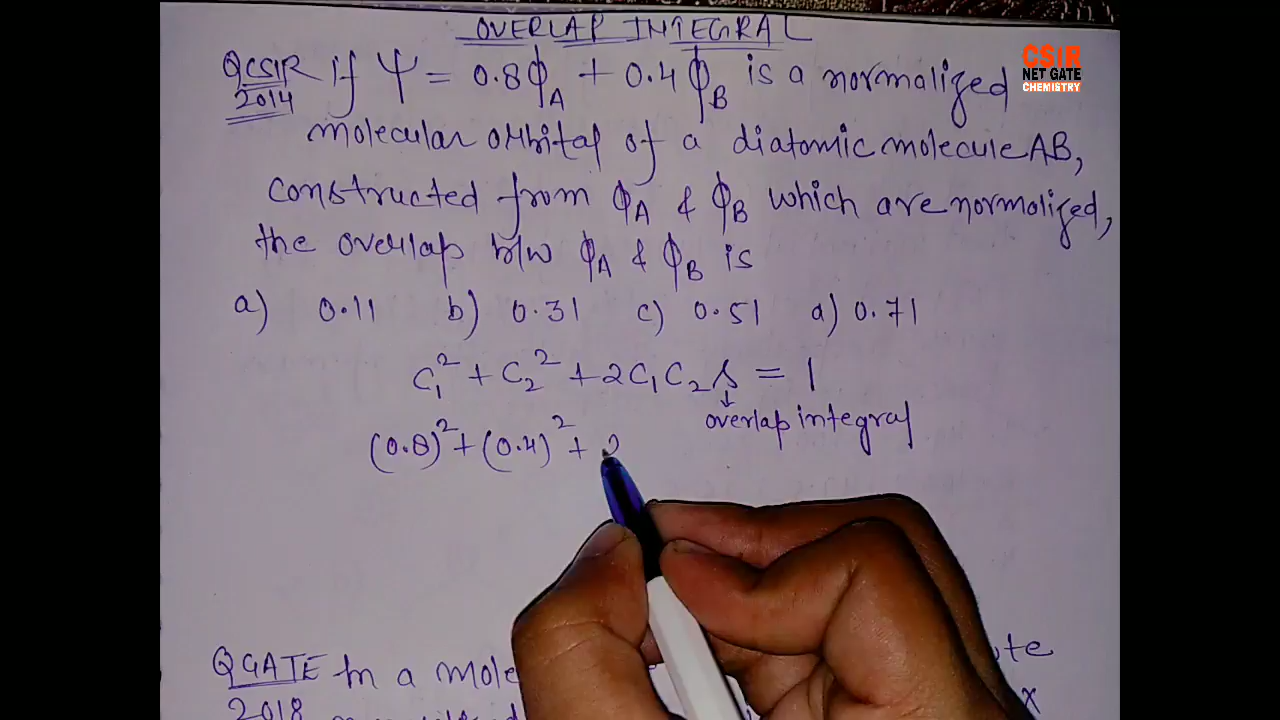 OVERLAP INTEGRAL
QCSIR if Ψ = 0.8ϕA + 0.4ϕB is a normalized
2014
CSIR
NET GATE
CHEMISTRY
molecular orbital of a diatomic molecule AB,
constructed from ϕA & ϕB which are normalized,
the overlap b/w ϕA & ϕB is
a) 0.11 b) 0.31 c) 0.51 a) 0.71
C₁² + C₂² + 2C₁C₂S = 1
↓
overlap integral
(0.8)² + (0.4)² + 2
QGATE In a mole
2018